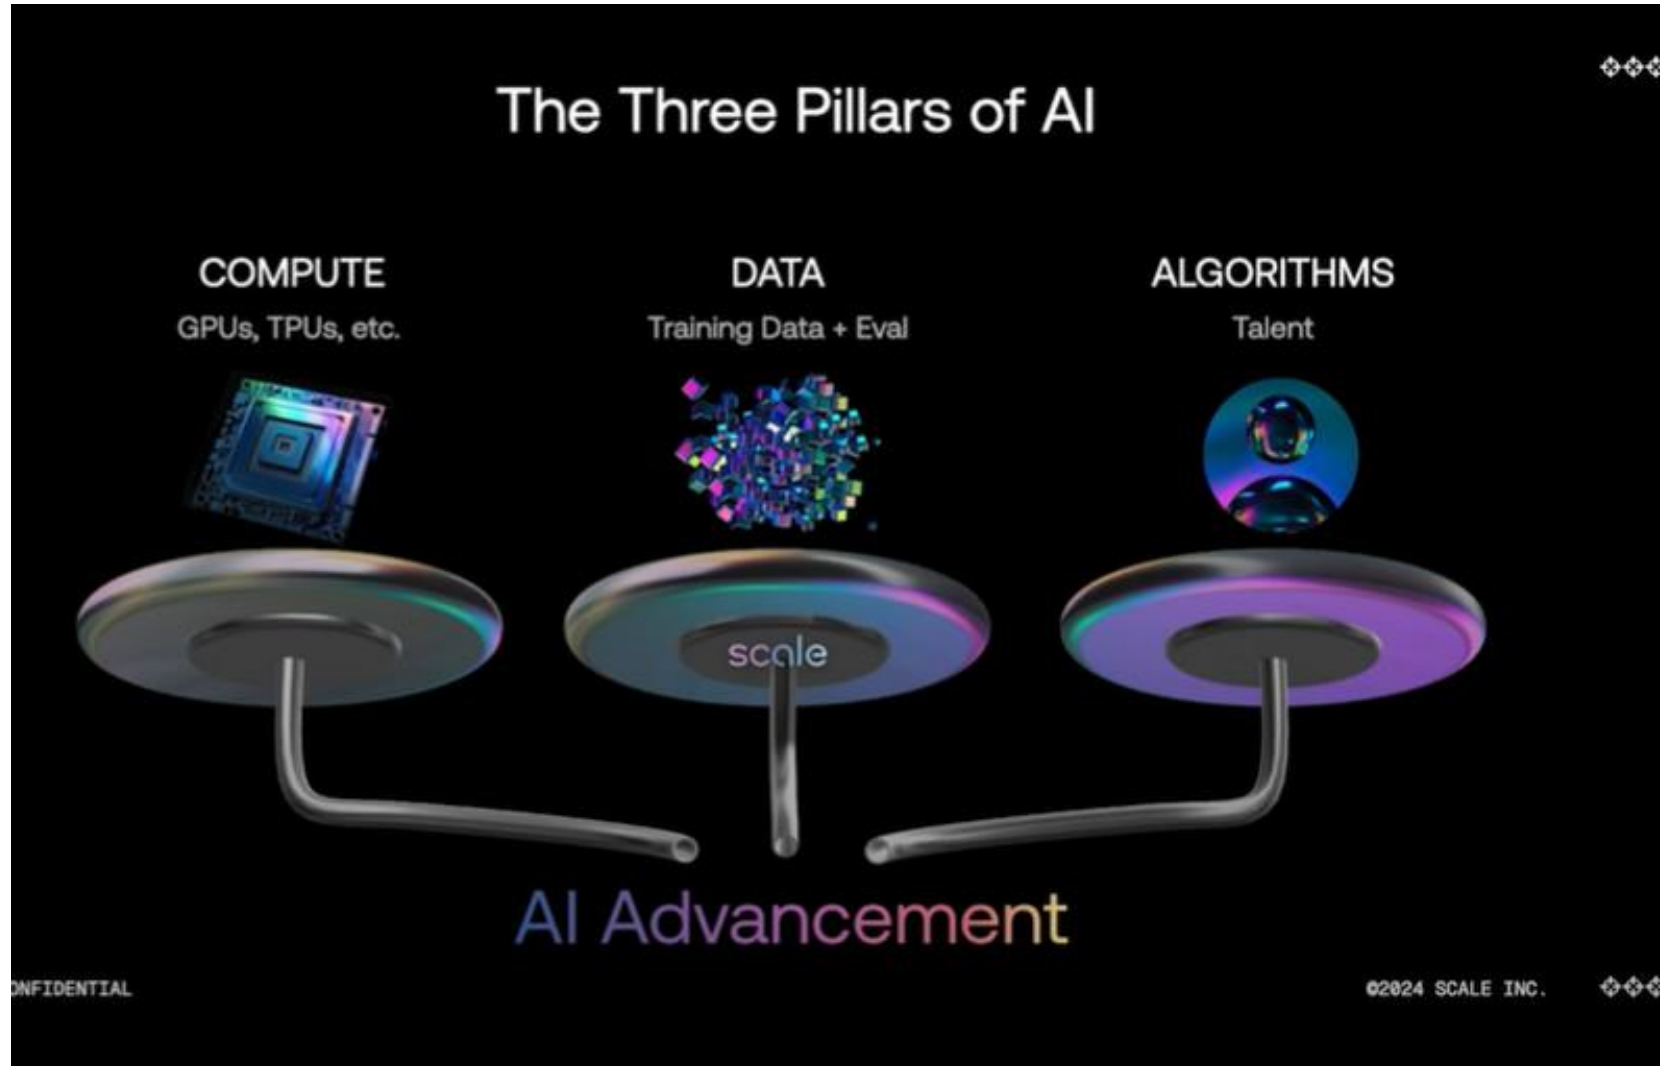 The Three Pillars of AI
COMPUTE
GPUs, TPUs, etc.
DATA
Training Data + Eval
ALGORITHMS
Talent
scale
AI Advancement
ONFIDENTIAL
©2024 SCALE INC.